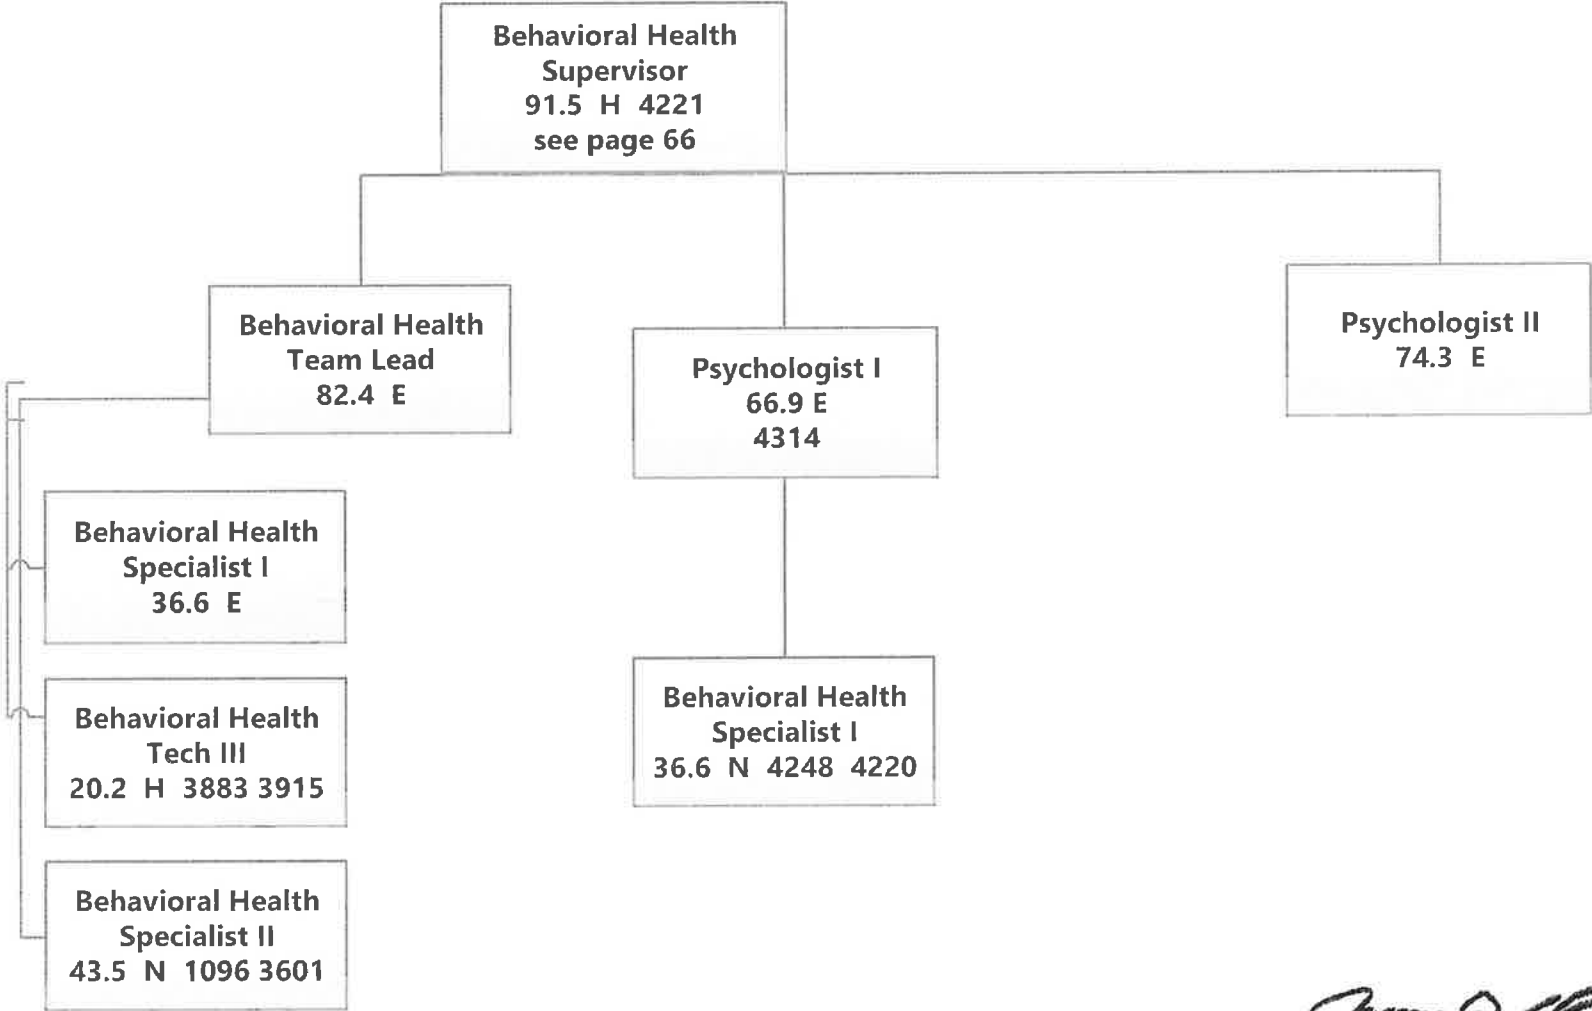 Behavioral Health
Supervisor
91.5 H 4221
see page 66
Behavioral Health
Team Lead
82.4 E
Psychologist I
66.9 E
4314
Psychologist II
74.3 E
Behavioral Health
Specialist I
36.6 E
Behavioral Health
Tech III
20.2 H 3883 3915
Behavioral Health
Specialist I
36.6 N 4248 4220
Behavioral Health
Specialist II
43.5 N 1096 3601